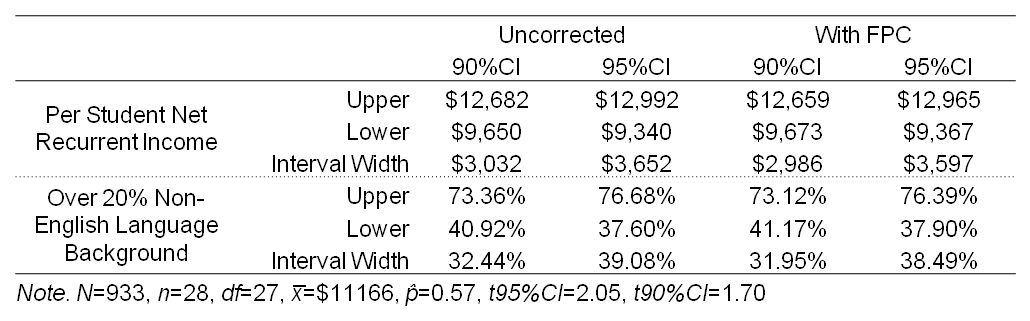 Uncorrected With FPC
90%CI 95%CI 90%CI 95%CI
Per Student Net Recurrent Income Upper $12,682 $12,992 $12,659 $12,965
Lower $9,650 $9,340 $9,673 $9,367
Interval Width $3,032 $3,652 $2,986 $3,597
Over 20% Non-English Language Background Upper 73.36% 76.68% 73.12% 76.39%
Lower 40.92% 37.60% 41.17% 37.90%
Interval Width 32.44% 39.08% 31.95% 38.49%
Note. N=933, n=28, df=27, x̅=$11166, p̂=0.57, t95%CI=2.05, t90%CI=1.70